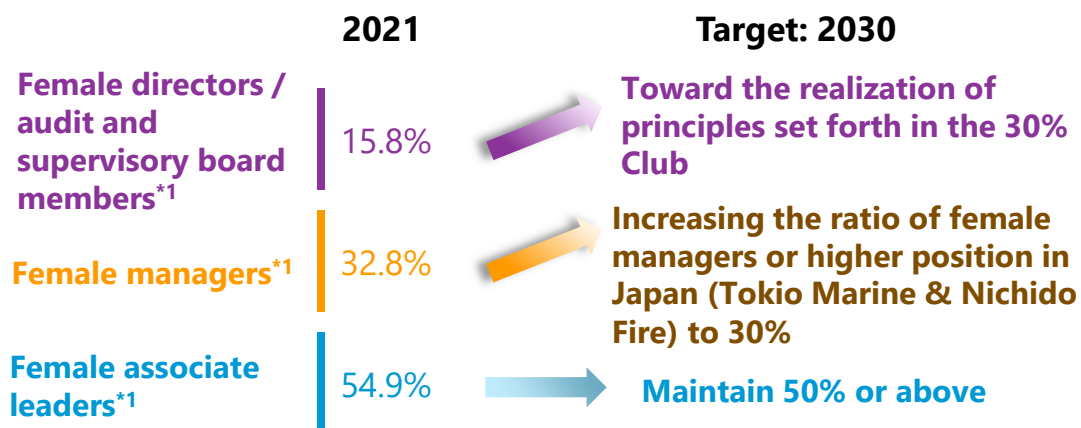 2021
Target: 2030
Female directors /
audit and
supervisory board
members*1
15.8%
Toward the realization of
principles set forth in the 30%
Club
Female managers*1
32.8%
Increasing the ratio of female
managers or higher position in
Japan (Tokio Marine & Nichido
Fire) to 30%
Female associate
leaders*1
54.9%
Maintain 50% or above